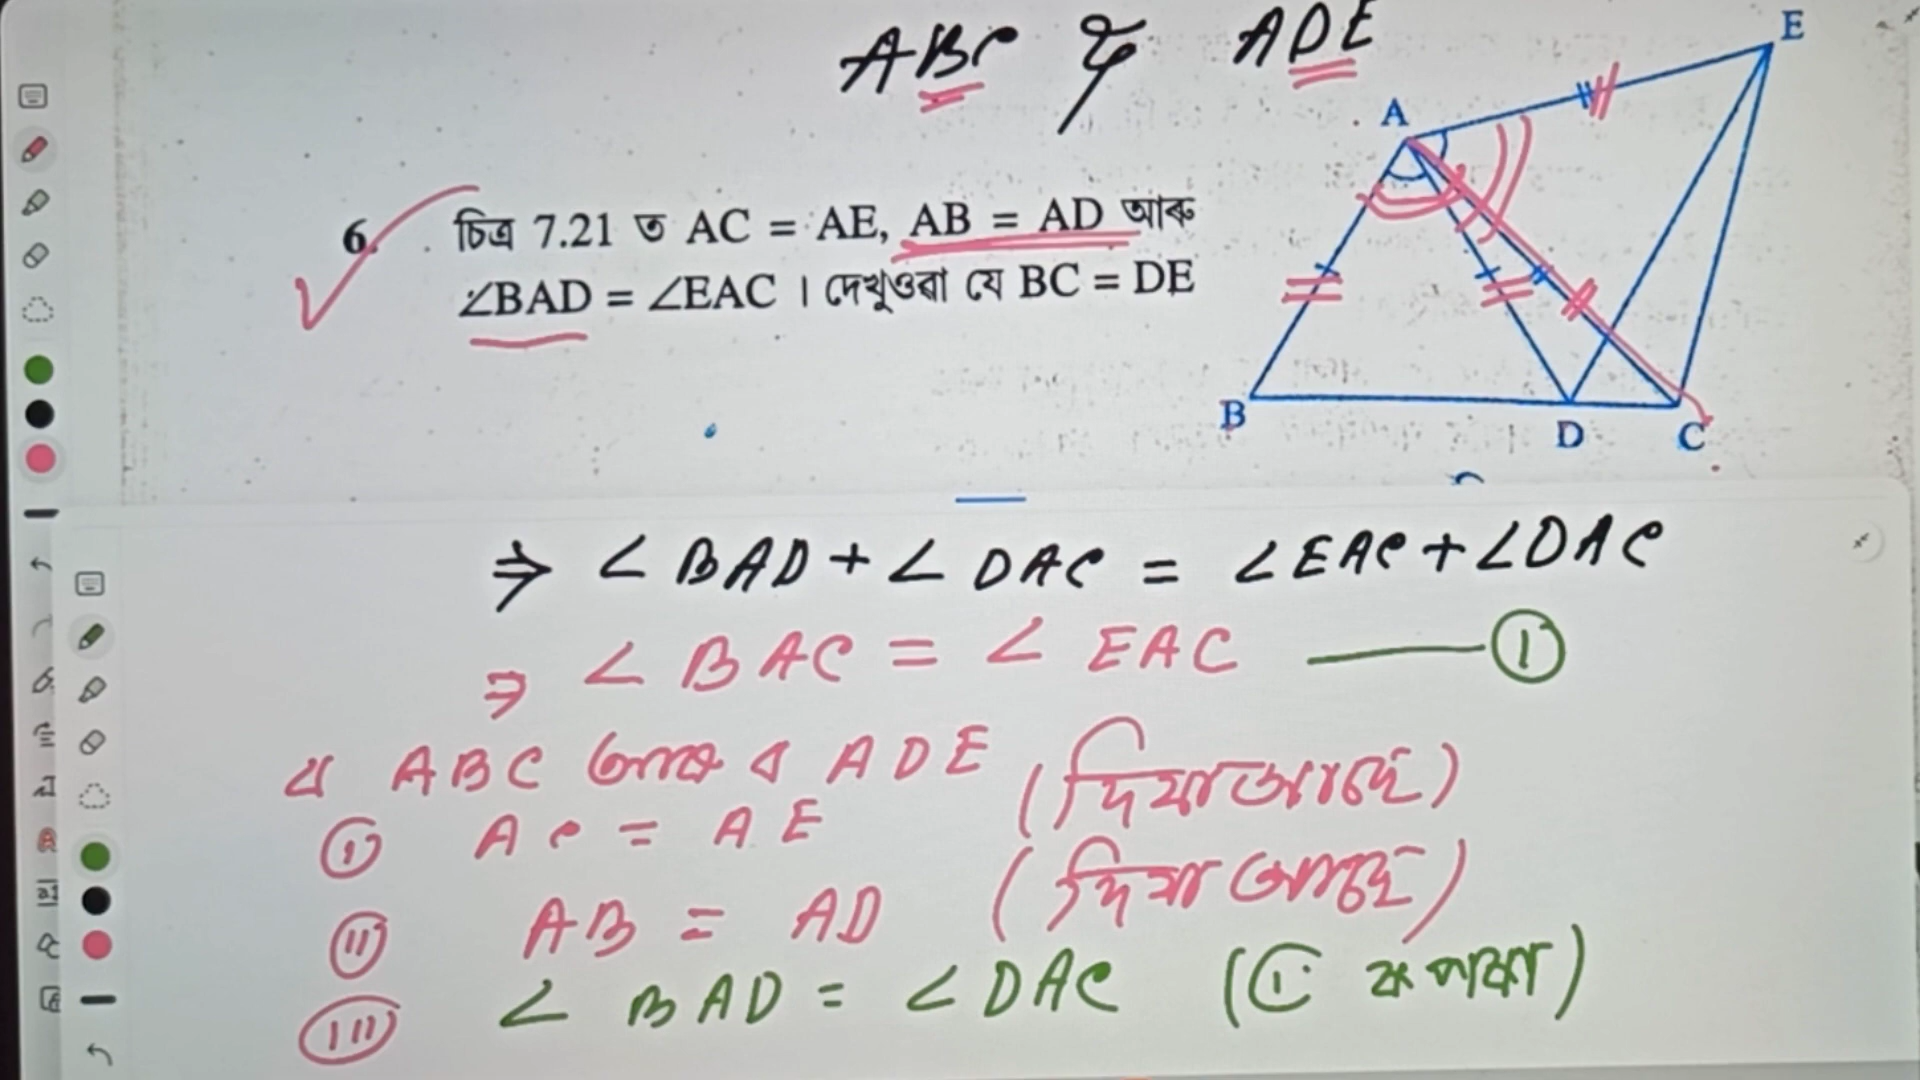 ABC ADE
6. চিত্ৰ 7.21 ত AC = AE, AB = AD আৰু
∠BAD = ∠EAC । দেখুওৱা যে BC = DE
E
A
B
D
C
⇒ ∠BAD + ∠DAC = ∠EAC + ∠DAC
⇒ ∠BAC = ∠EAC —— ①
ABC আৰু ADE
(i) AC = AE (দিয়া আছে)
(ii) AB = AD (দিয়া আছে)
(iii) ∠BAD = ∠DAC (① ৰ পৰা)